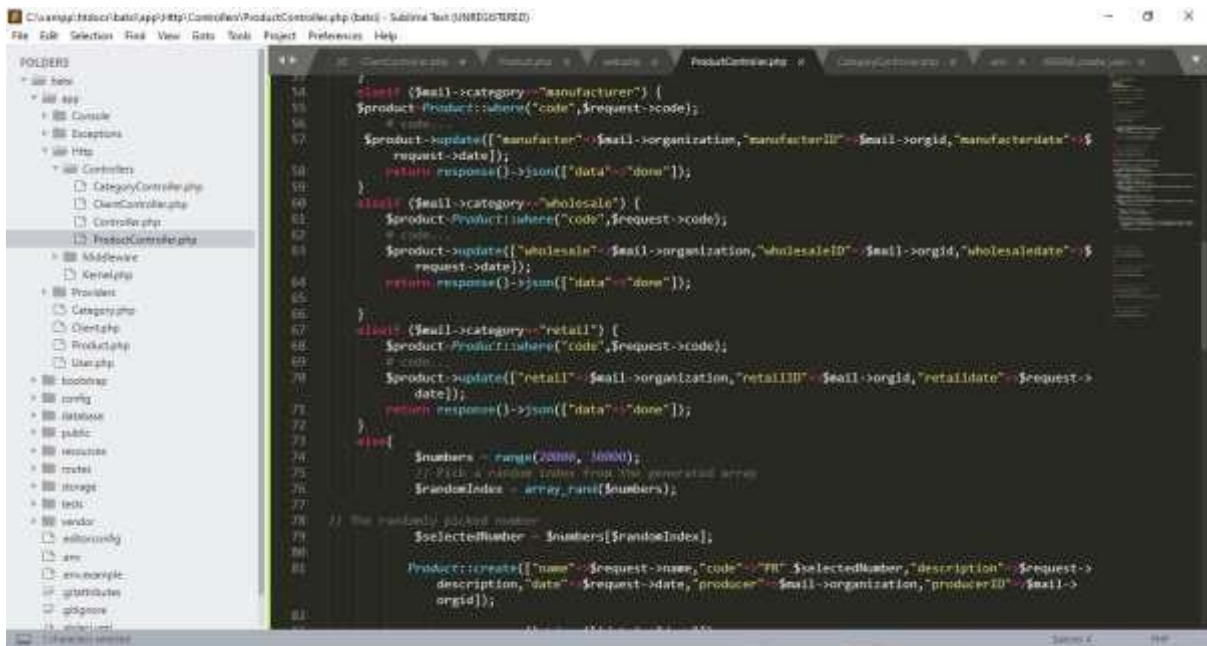 C:\xampp\htdocs\batol\app\Http\Controllers\ProductController.php (batol) - Sublime Text (UNREGISTERED)
File Edit Selection Find View Goto Tools Project Preferences Help
FOLDERS
app
Console
Exceptions
Http
Controllers
CategoryController.php
ClientController.php
Controller.php
ProductController.php
Middleware
Kernel.php
Providers
Category.php
Client.php
Product.php
User.php
bootstrap
config
database
public
resources
routes
storage
tests
vendor
.editorconfig
.env
.env.example
.gitattributes
.gitignore
ProductController.php
54 elseif ($mail->category=="manufacturer") {
55 $product=Product::where("code",$request->code);
56 # code...
57 $product->update(["manufacter"=>$mail->organization,"manufacterID"=>$mail->orgid,"manufacterdate"=>$
request->date]);
58 return response()->json(["data"=>"done"]);
59 }
60 elseif ($mail->category=="wholesale") {
61 $product=Product::where("code",$request->code);
62 # code...
63 $product->update(["wholesale"=>$mail->organization,"wholesaleID"=>$mail->orgid,"wholesaledate"=>$
request->date]);
64 return response()->json(["data"=>"done"]);
65
66 }
67 elseif ($mail->category=="retail") {
68 $product=Product::where("code",$request->code);
69 # code...
70 $product->update(["retail"=>$mail->organization,"retailID"=>$mail->orgid,"retaildate"=>$request->
date]);
71 return response()->json(["data"=>"done"]);
72 }
73 else{
74 $numbers = range(20000, 30000);
75 // Pick a random index from the generated array
76 $randomIndex = array_rand($numbers);
77
78 // The randomly picked number
79 $selectedNumber = $numbers[$randomIndex];
80
81 Product::create(["name"=>$request->name,"code"=>"PR".$selectedNumber,"description"=>$request->
description,"date"=>$request->date,"producer"=>$mail->organization,"producerID"=>$mail->
orgid]);
82
Spaces: 4
PHP